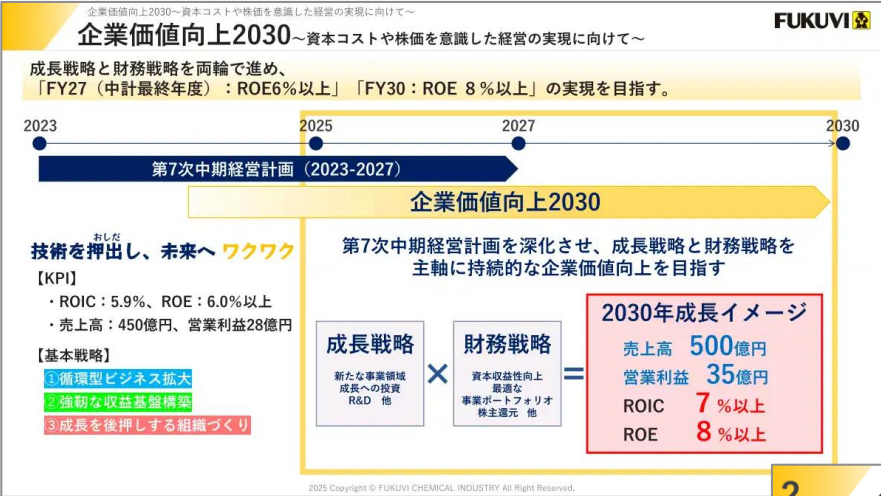 企業価値向上2030～資本コストや株価を意識した経営の実現に向けて～
企業価値向上2030～資本コストや株価を意識した経営の実現に向けて～
FUKUVI
成長戦略と財務戦略を両輪で進め、
「FY27（中計最終年度）：ROE6%以上」「FY30：ROE 8％以上」の実現を目指す。
2023
2025
2027
2030
第7次中期経営計画（2023-2027）
企業価値向上2030
おしだ
技術を押出し、未来へ ワクワク
【KPI】
・ROIC：5.9%、ROE：6.0%以上
・売上高：450億円、営業利益28億円
【基本戦略】
①循環型ビジネス拡大
②強靭な収益基盤構築
③成長を後押しする組織づくり
第7次中期経営計画を深化させ、成長戦略と財務戦略を
主軸に持続的な企業価値向上を目指す
成長戦略
新たな事業領域
成長への投資
R&D 他
×
財務戦略
資本収益性向上
最適な
事業ポートフォリオ
株主還元 他
=
2030年成長イメージ
売上高 500億円
営業利益 35億円
ROIC 7 %以上
ROE 8 %以上
2025 Copyright © FUKUVI CHEMICAL INDUSTRY All Right Reserved.
2